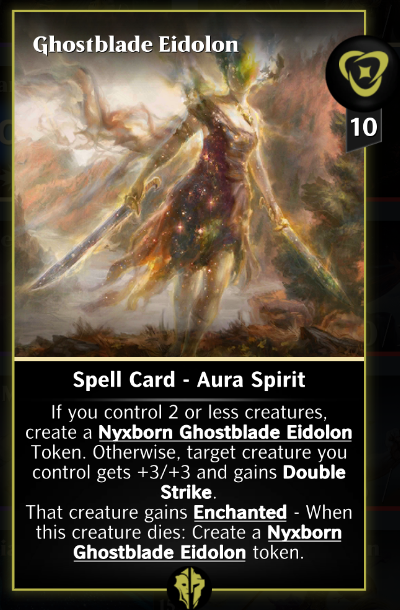 Ghostblade Eidolon
10
Spell Card - Aura Spirit
If you control 2 or less creatures,
create a Nyxborn Ghostblade Eidolon
Token. Otherwise, target creature you
control gets +3/+3 and gains Double
Strike.
That creature gains Enchanted - When
this creature dies: Create a Nyxborn
Ghostblade Eidolon token.